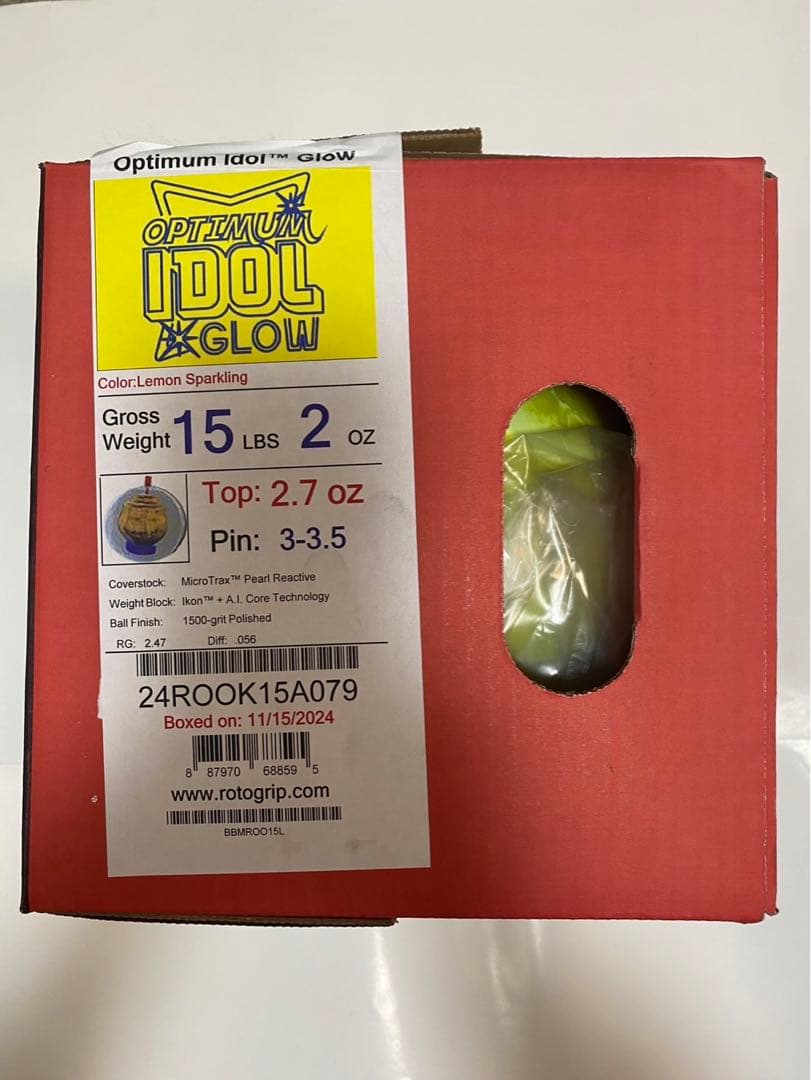 Optimum Idol™ Glow
OPTIMUM
IDOL
GLOW
Color:Lemon Sparkling
Gross
Weight 15 LBS 2 OZ
Top: 2.7 oz
Pin: 3-3.5
Coverstock: MicroTrax™ Pearl Reactive
Weight Block: Ikon™ + A.I. Core Technology
Ball Finish: 1500-grit Polished
RG: 2.47 Diff: .056
24ROOK15A079
Boxed on: 11/15/2024
8 87970 68859 5
www.rotogrip.com
BBMROO15L